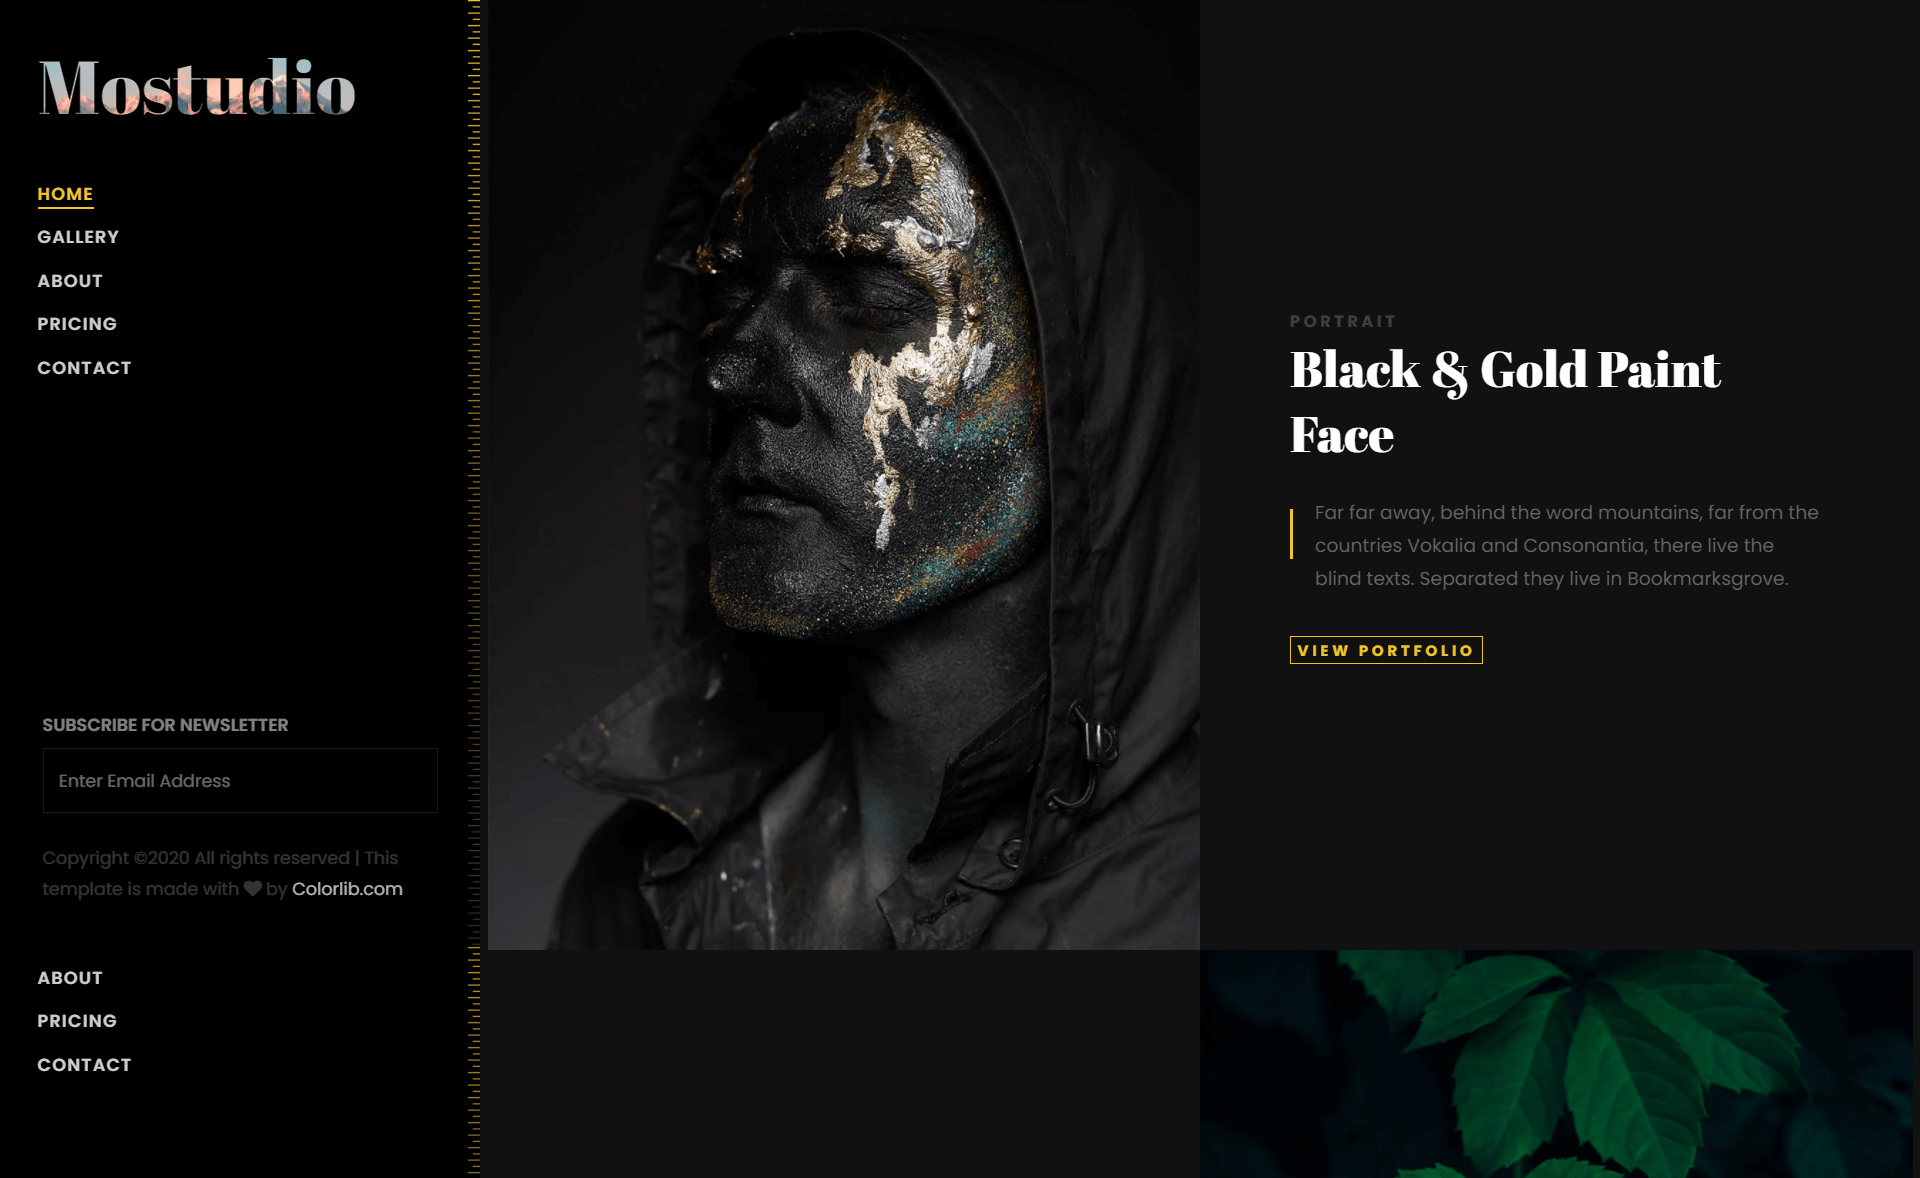 Mostudio
HOME
GALLERY
ABOUT
PRICING
CONTACT
SUBSCRIBE FOR NEWSLETTER
Enter Email Address
Copyright ©2020 All rights reserved | This
template is made with ♥ by Colorlib.com
ABOUT
PRICING
CONTACT
PORTRAIT
Black & Gold Paint
Face
Far far away, behind the word mountains, far from the
countries Vokalia and Consonantia, there live the
blind texts. Separated they live in Bookmarksgrove.
VIEW PORTFOLIO